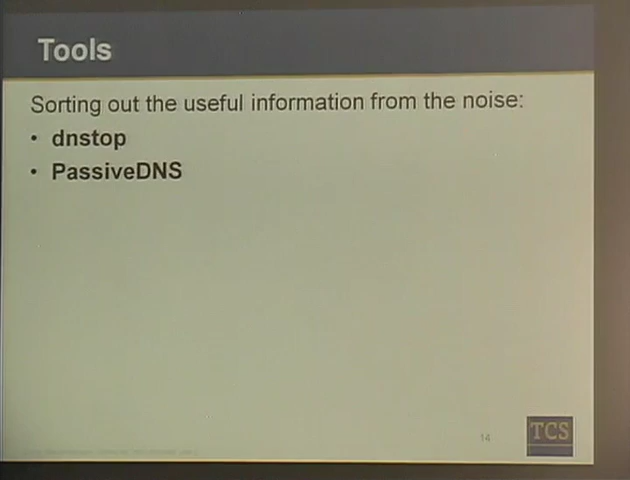 Tools
Sorting out the useful information from the noise:
• dnstop
• PassiveDNS
14
TCS